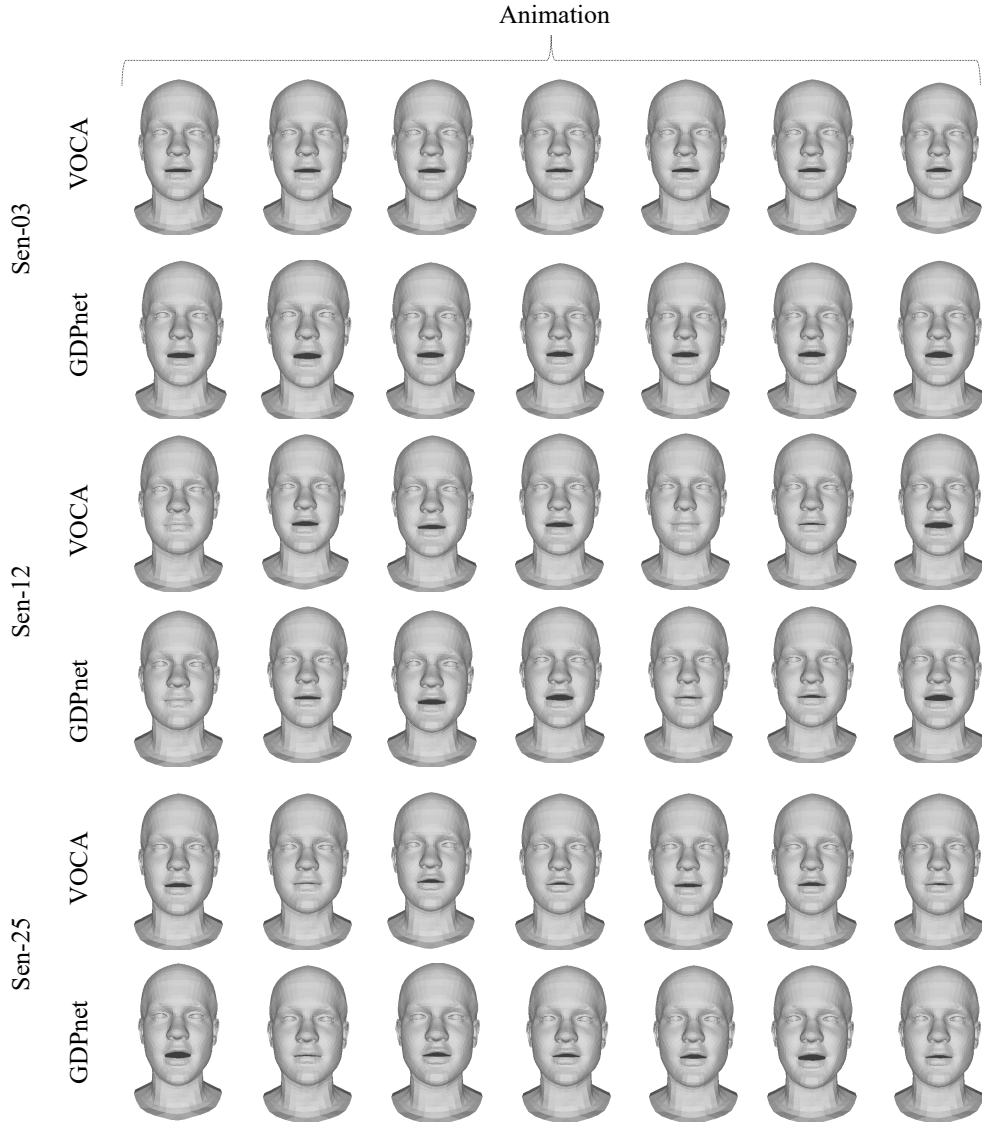 Animation
Sen-03
VOCA
GDPnet
Sen-12
VOCA
GDPnet
Sen-25
VOCA
GDPnet